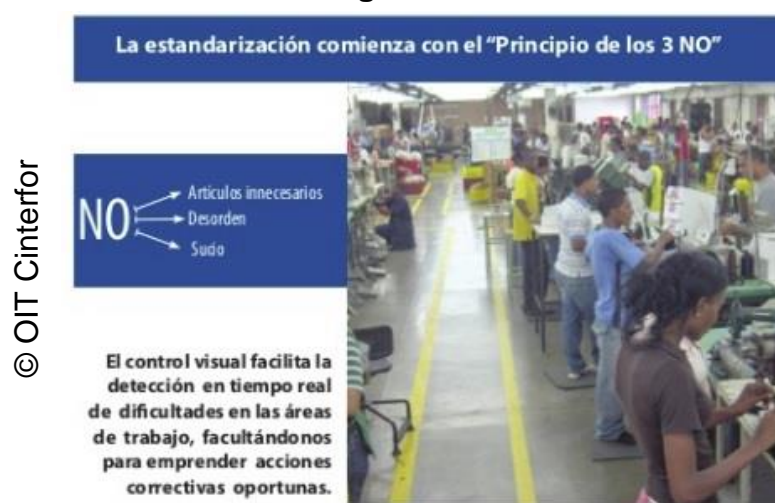 La estandarización comienza con el “Principio de los 3 NO”
NO
Artículos innecesarios
Desorden
Sucio
El control visual facilita la
detección en tiempo real
de dificultades en las áreas
de trabajo, facultándonos
para emprender acciones
correctivas oportunas.
© OIT Cinterfor